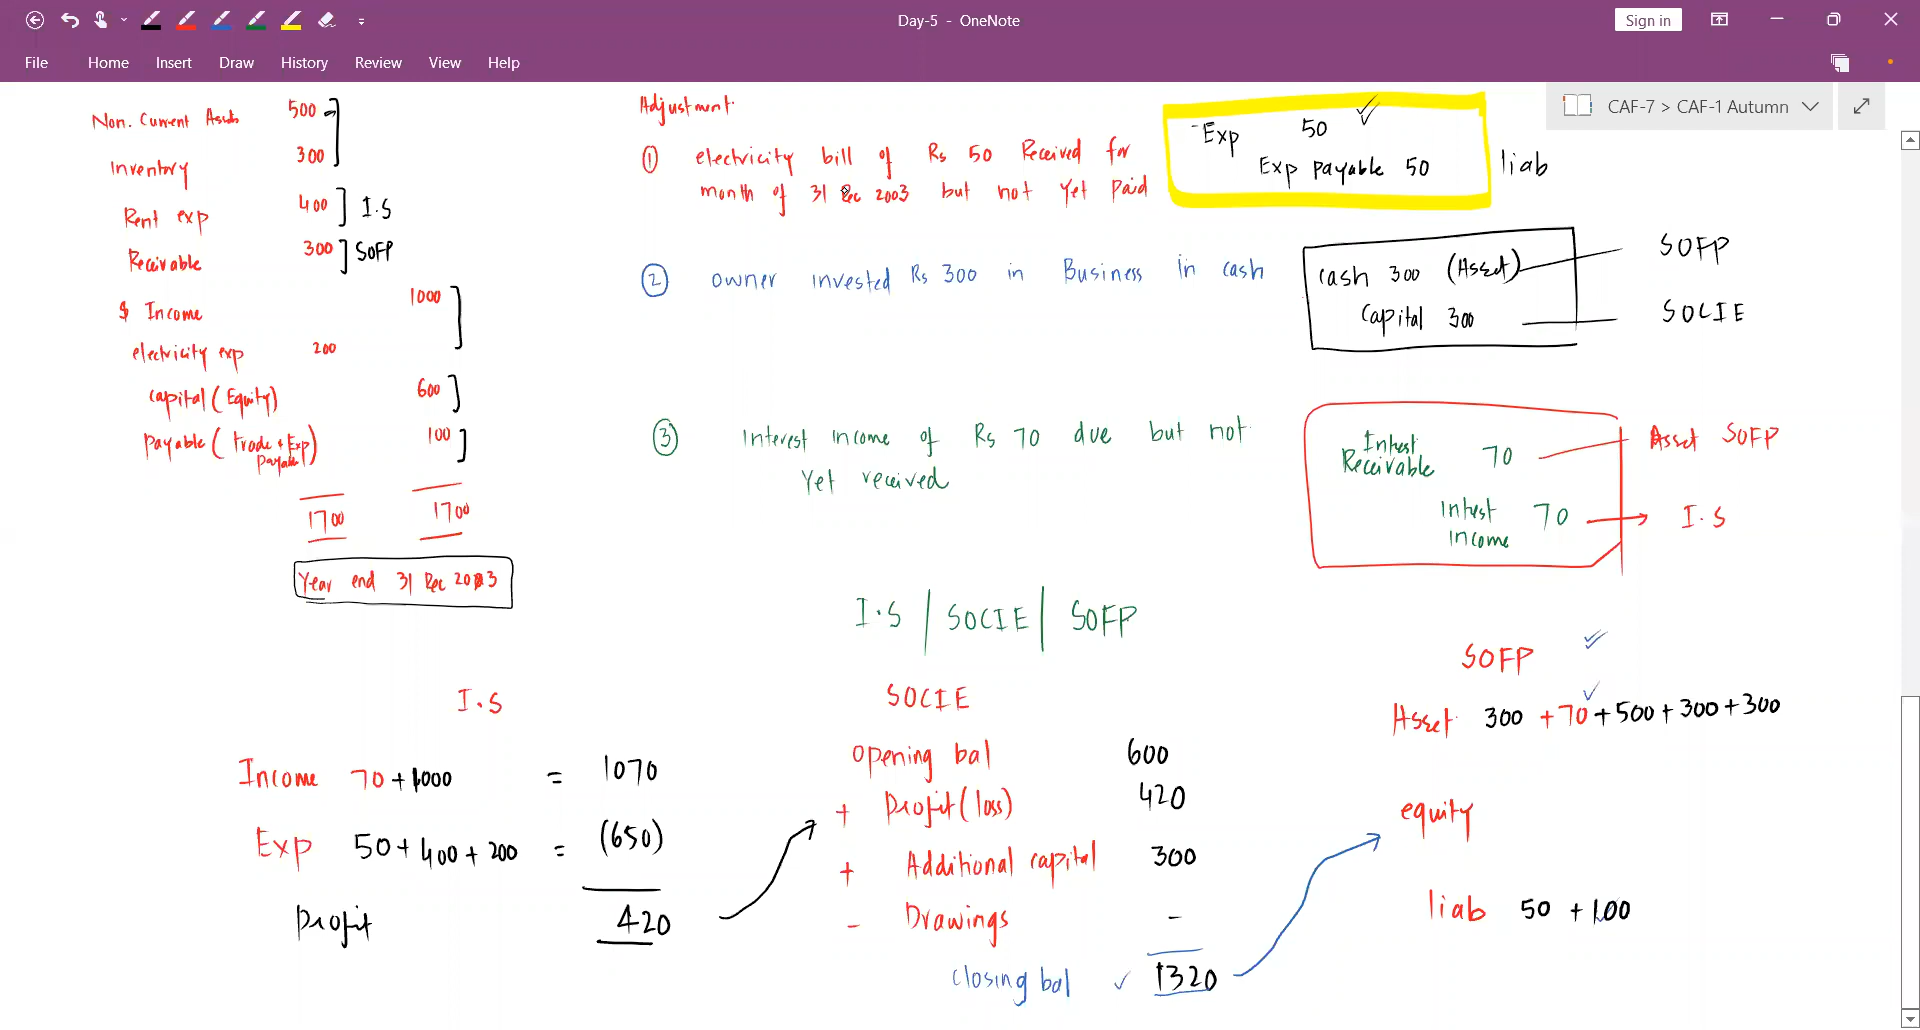 Day-5 - OneNote
Sign in
File Home Insert Draw History Review View Help
CAF-7 > CAF-1 Autumn
Non. Current Assets 500
Inventory 300
Rent exp 400 I.S
Receivable 300 SOFP
$ Income 1000
electricity exp 200
capital (Equity) 600
payable (Trade + Exp 100
payable)
1700 1700
Year end 31 Dec 2003
Adjustment
① electricity bill of Rs 50 Received for
month of 31 Dec 2003 but not yet paid
- Exp 50
Exp payable 50 liab
② owner invested Rs 300 in Business in cash
cash 300 (Asset) SOFP
Capital 300 SOCIE
③ Interest income of Rs 70 due but not
Yet received
Intrest
Receivable 70 Asset SOFP
Intrest 70 I.S
Income
I.S | SOCIE | SOFP
I.S
Income 70 + 1000 = 1070
Exp 50 + 400 + 200 = (650)
Profit 420
SOCIE
opening bal 600
+ Profit (loss) 420
+ Additional capital 300
- Drawings -
closing bal 1320
SOFP
Asset 300 + 70 + 500 + 300 + 300
equity
liab 50 + 100